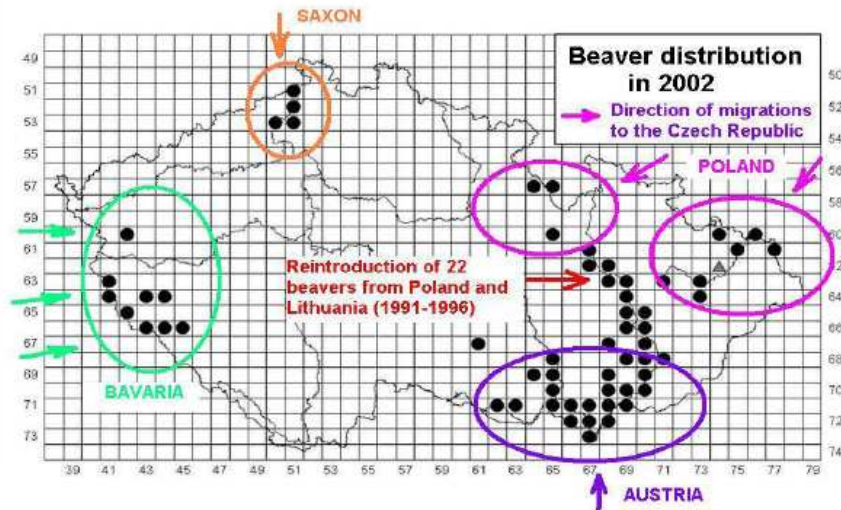 SAXON
Beaver distribution
in 2002
Direction of migrations
to the Czech Republic
POLAND
Reintroduction of 22
beavers from Poland and
Lithuania (1991-1996)
BAVARIA
AUSTRIA
49
51
53
55
57
59
61
63
65
67
69
71
73
50
52
54
56
58
60
62
64
66
68
70
72
74
39 41 43 45 47 49 51 53 55 57 59 61 63 65 67 69 71 73 75 77 79